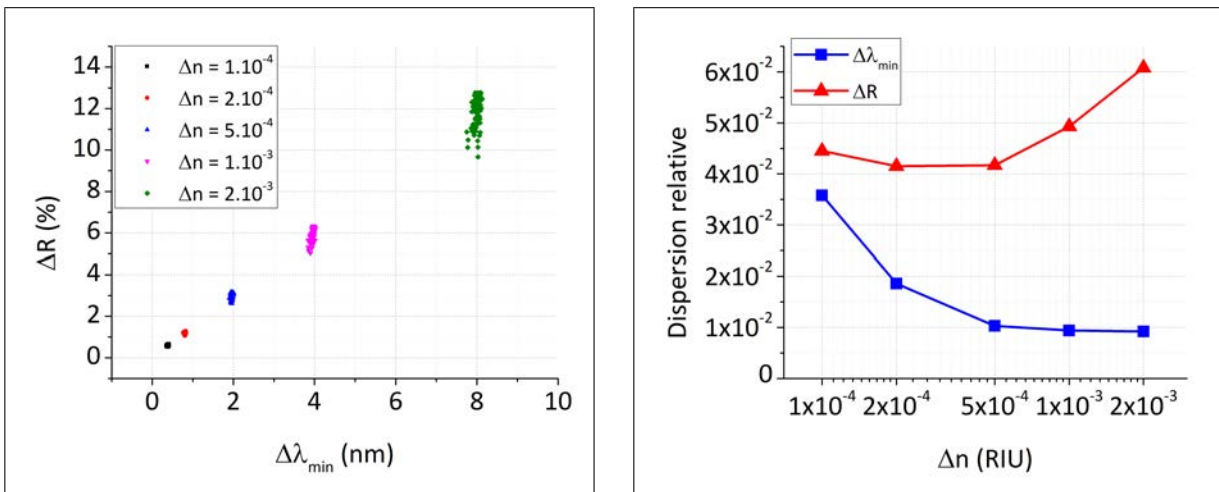 Δn = 1.10⁻⁴
Δn = 2.10⁻⁴
Δn = 5.10⁻⁴
Δn = 1.10⁻³
Δn = 2.10⁻³
14
12
10
8
6
4
2
0
ΔR (%)
0 2 4 6 8 10
Δλmin (nm)
Δλmin
ΔR
6x10⁻²
5x10⁻²
4x10⁻²
3x10⁻²
2x10⁻²
1x10⁻²
0
Dispersion relative
1x10⁻⁴ 2x10⁻⁴ 5x10⁻⁴ 1x10⁻³ 2x10⁻³
Δn (RIU)